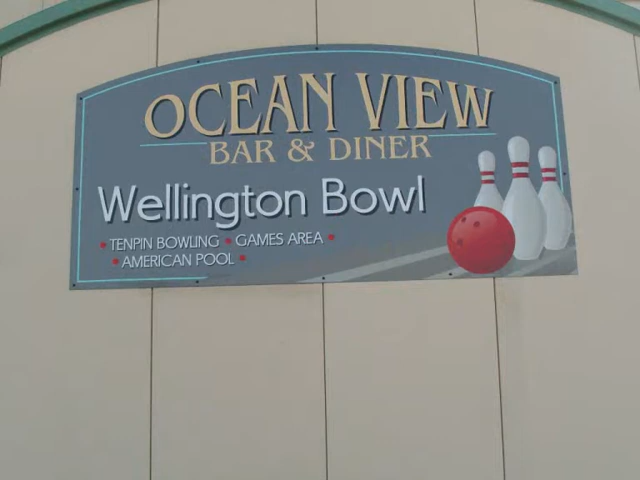 OCEAN VIEW
BAR & DINER
Wellington Bowl
• TENPIN BOWLING • GAMES AREA •
• AMERICAN POOL •